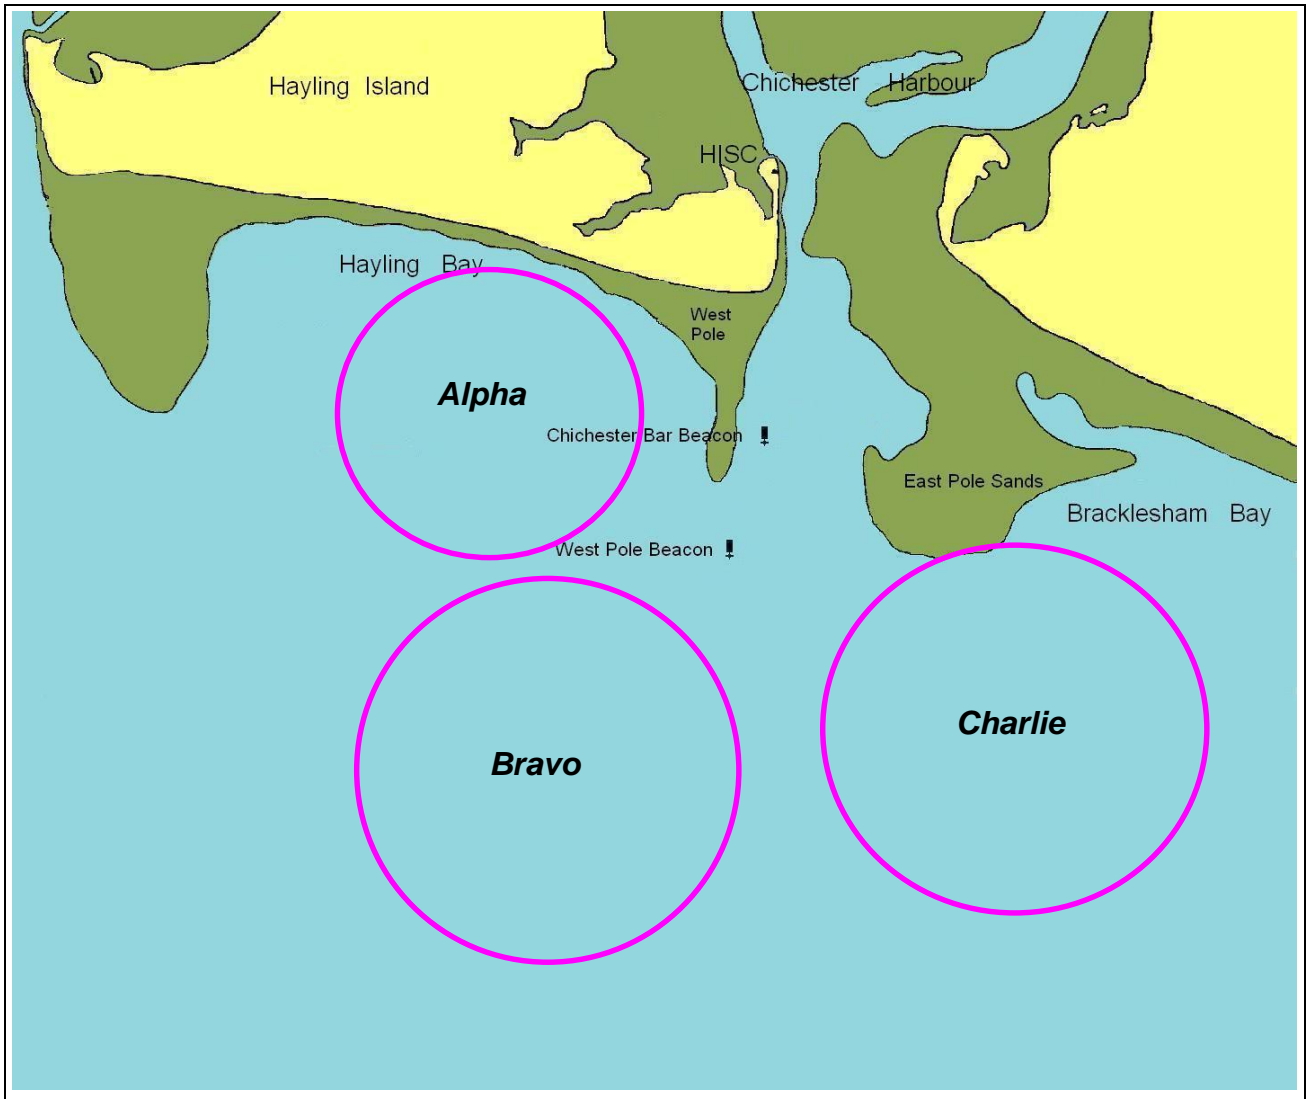 Hayling Island
Chichester Harbour
HISC
Hayling Bay
West
Pole
Alpha
Chichester Bar Beacon
East Pole Sands
Bracklesham Bay
West Pole Beacon
Charlie
Bravo